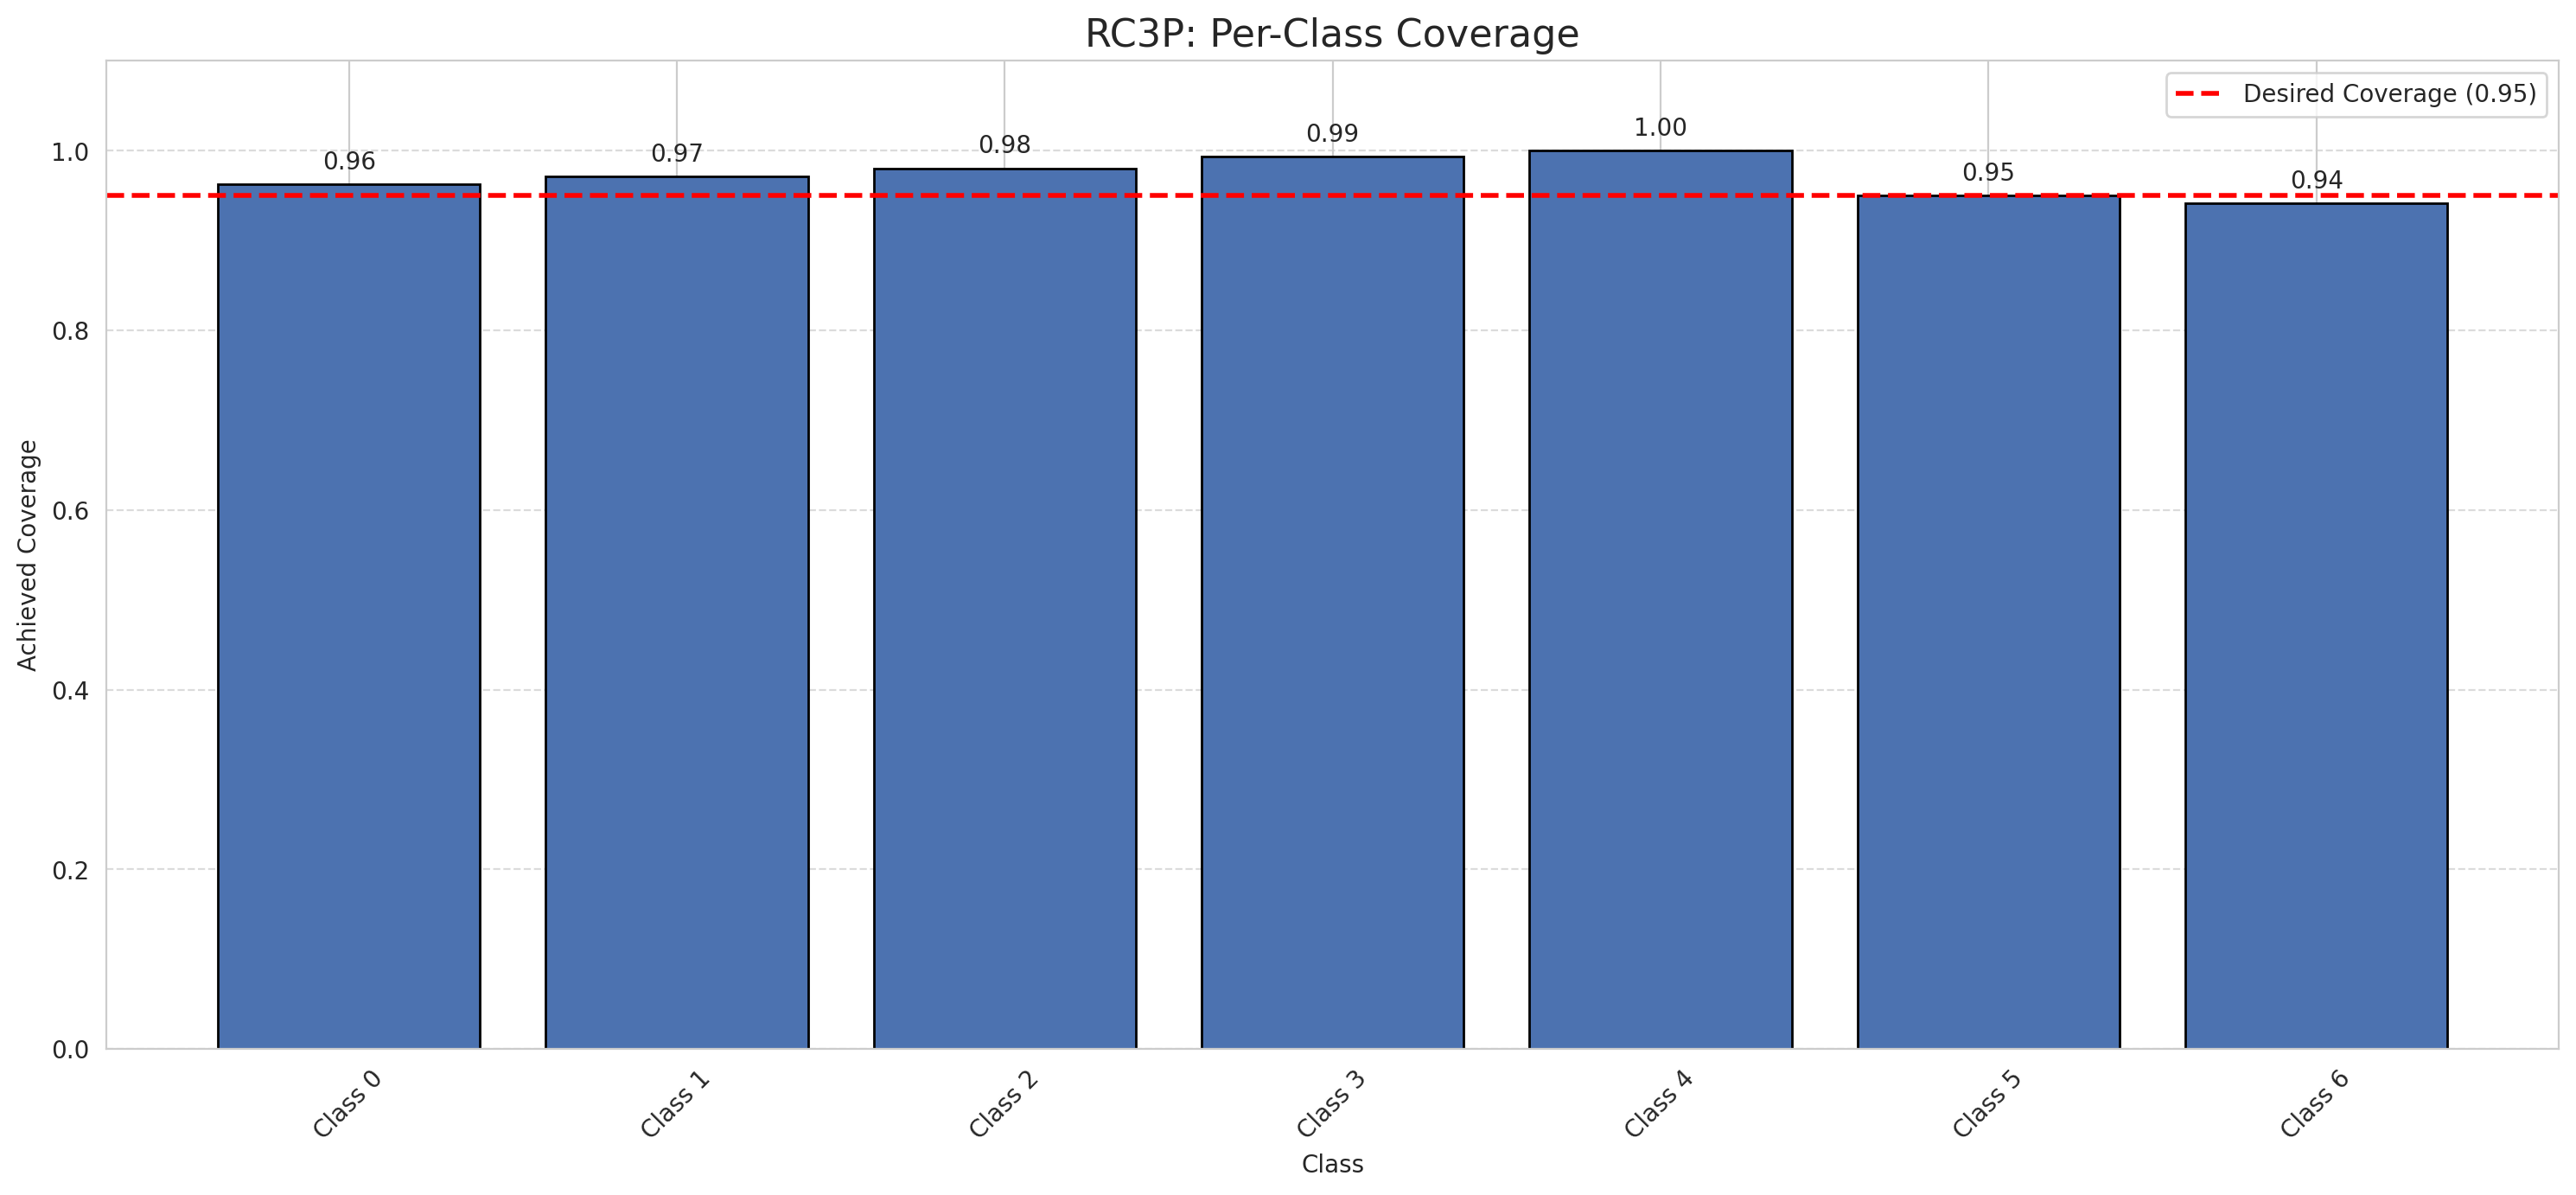 RC3P: Per-Class Coverage
Desired Coverage (0.95)
0.96
0.97
0.98
0.99
1.00
0.95
0.94
1.0
0.8
0.6
0.4
0.2
0.0
Achieved Coverage
Class 0
Class 1
Class 2
Class 3
Class 4
Class 5
Class 6
Class